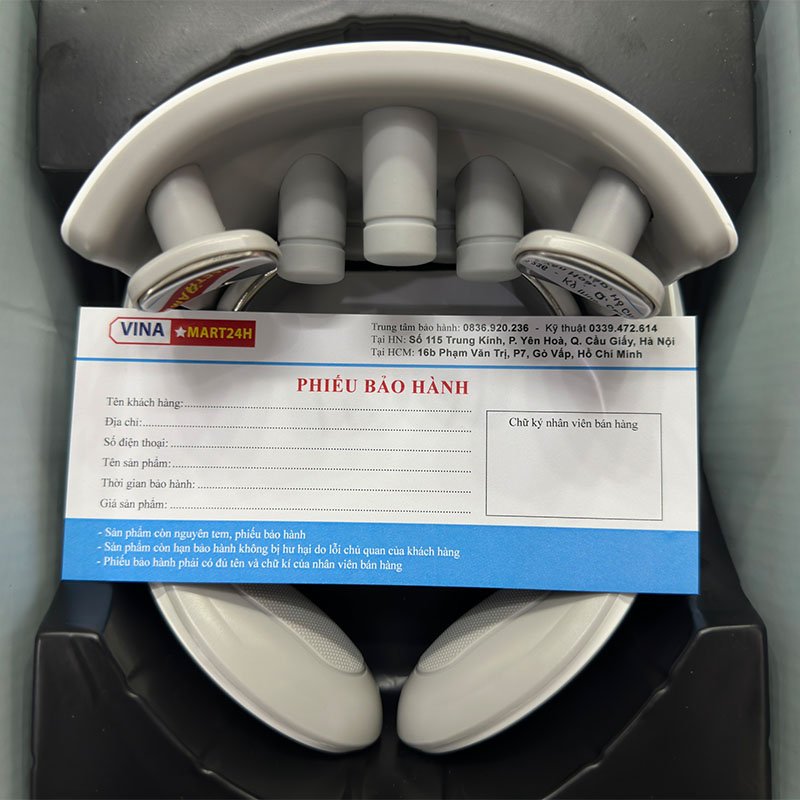 VINA ★MART24H
Trung tâm bảo hành: 0836.920.236 - Kỹ thuật 0339.472.614
Tại HN: Số 115 Trung Kính, P. Yên Hoà, Q. Cầu Giấy, Hà Nội
Tại HCM: 16b Phạm Văn Trị, P7, Gò Vấp, Hồ Chí Minh
PHIẾU BẢO HÀNH
Tên khách hàng:
Địa chỉ:
Số điện thoại:
Tên sản phẩm:
Thời gian bảo hành:
Giá sản phẩm:
Chữ ký nhân viên bán hàng
- Sản phẩm còn nguyên tem, phiếu bảo hành
- Sản phẩm còn hạn bảo hành không bị hư hại do lỗi chủ quan của khách hàng
- Phiếu bảo hành phải có đủ tên và chữ kí của nhân viên bán hàng